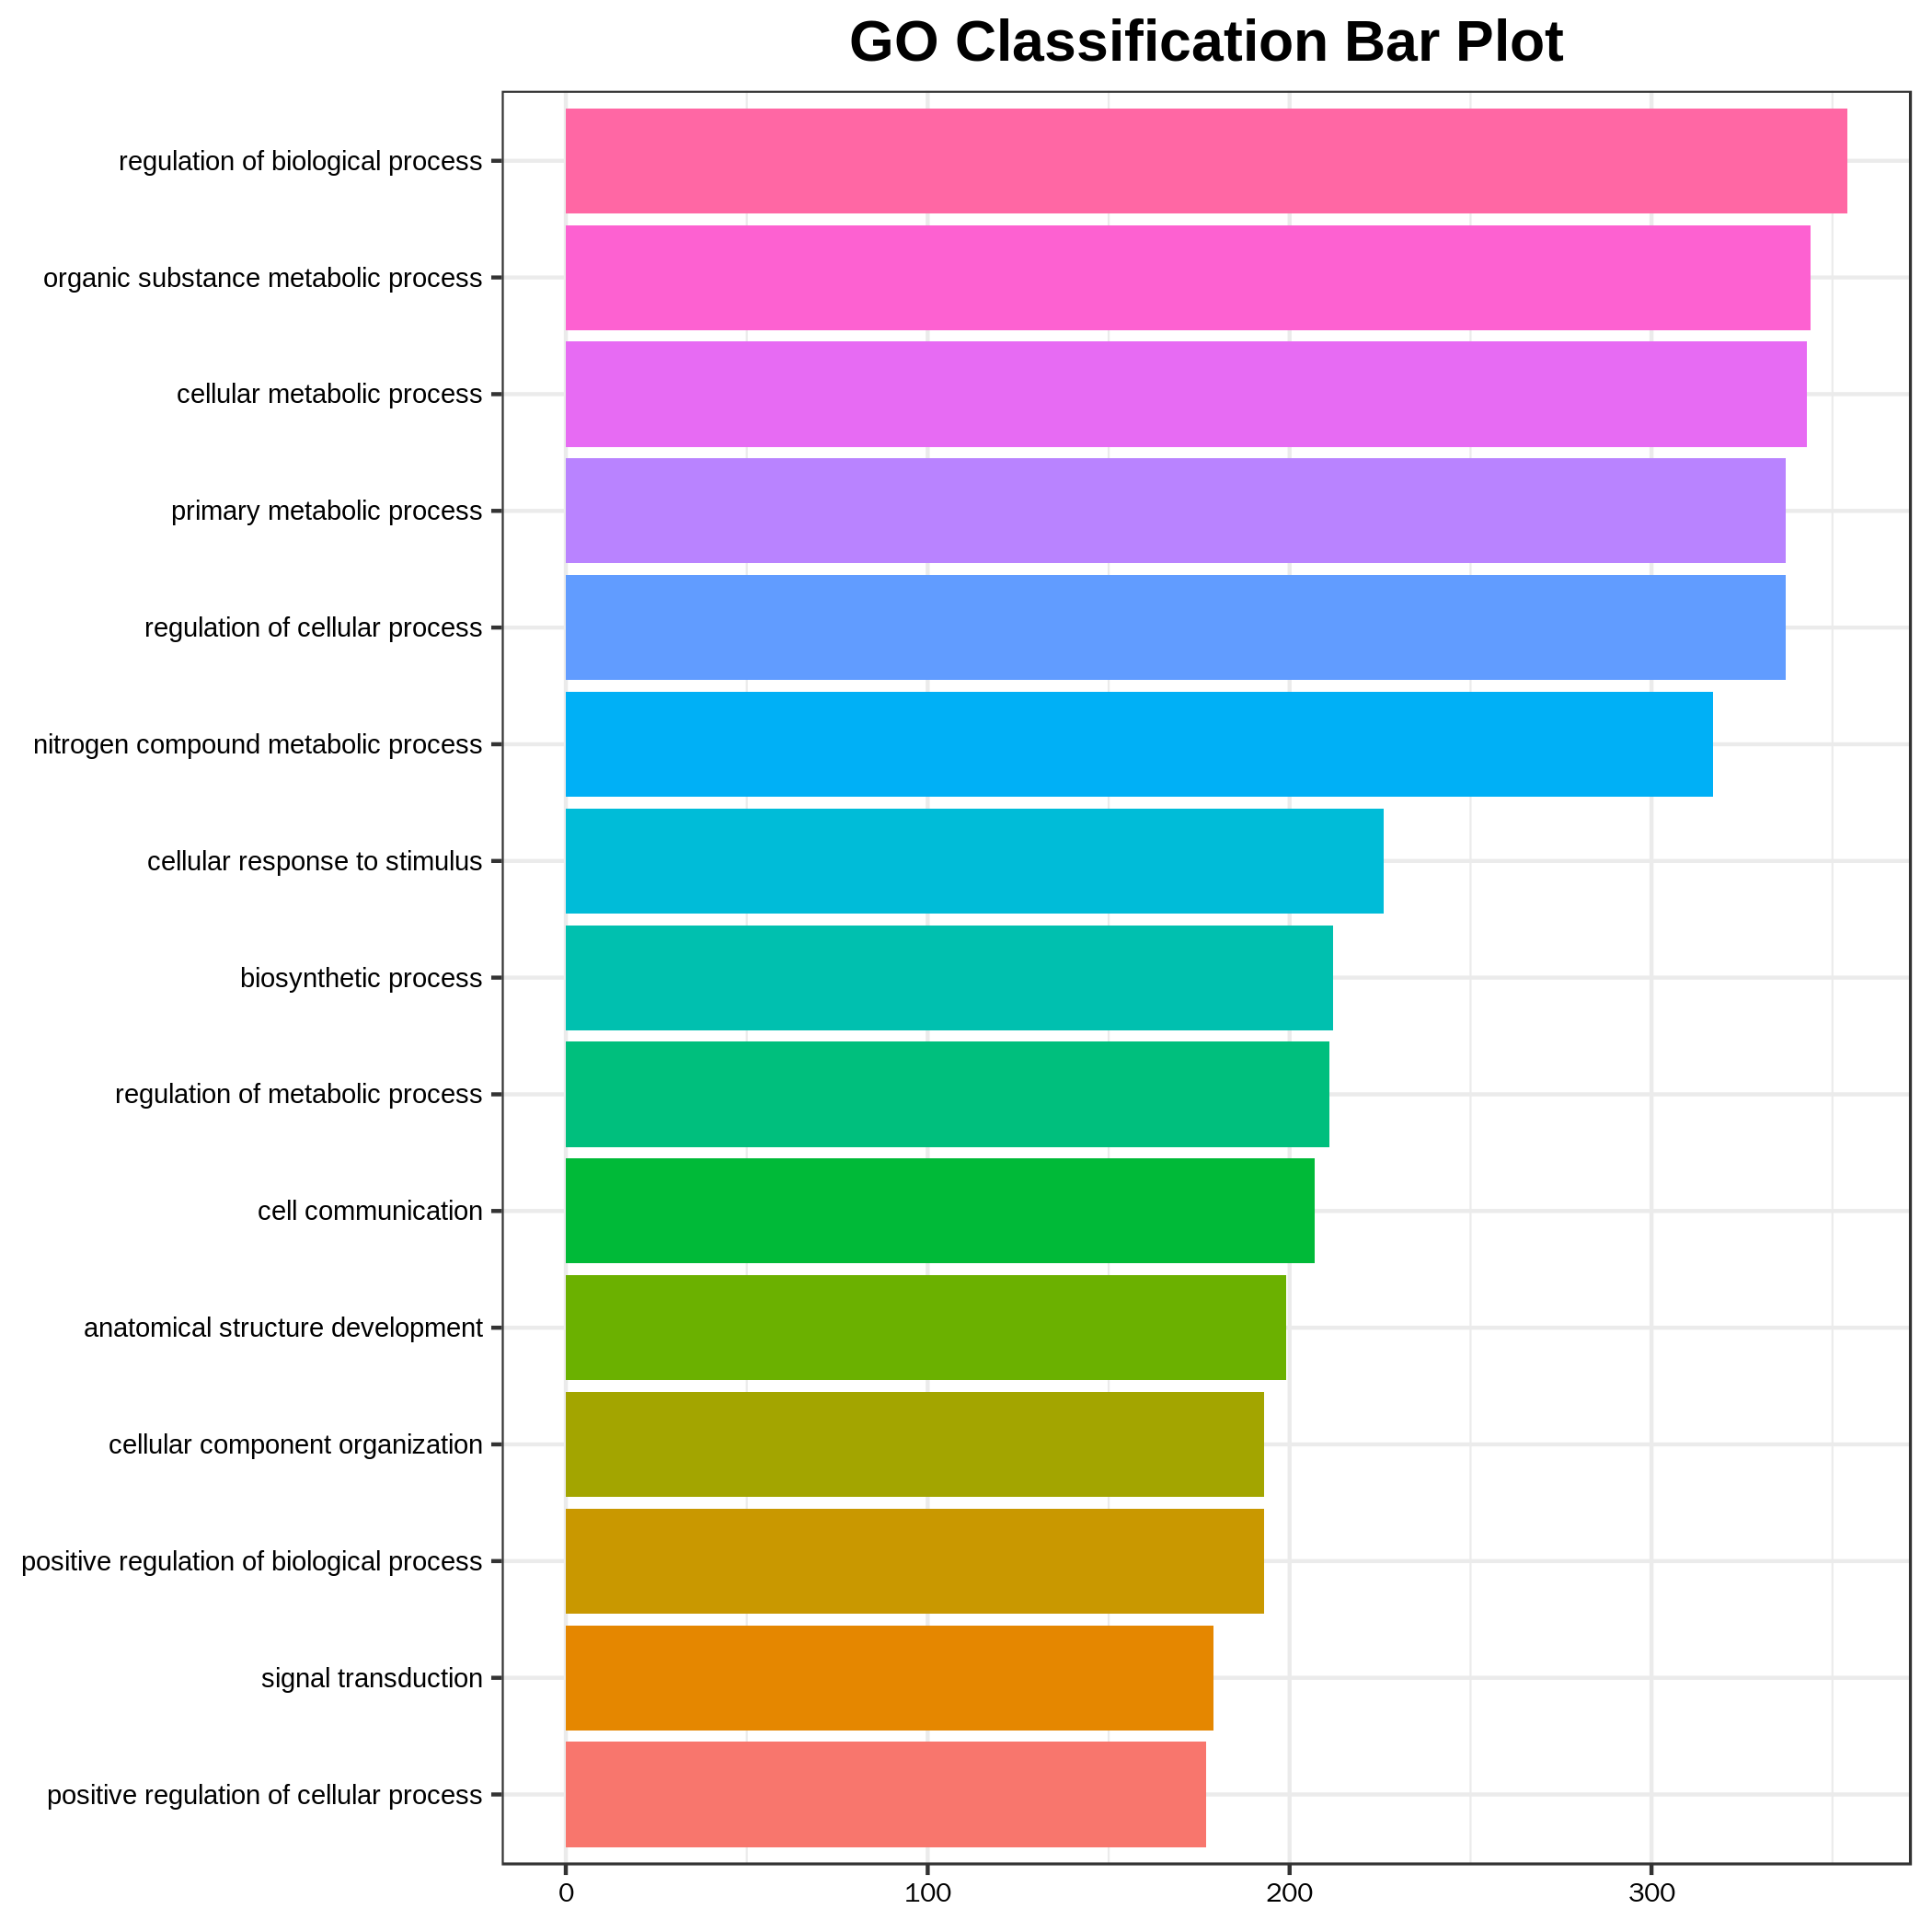 GO Classification Bar Plot
regulation of biological process
organic substance metabolic process
cellular metabolic process
primary metabolic process
regulation of cellular process
nitrogen compound metabolic process
cellular response to stimulus
biosynthetic process
regulation of metabolic process
cell communication
anatomical structure development
cellular component organization
positive regulation of biological process
signal transduction
positive regulation of cellular process
0 100 200 300